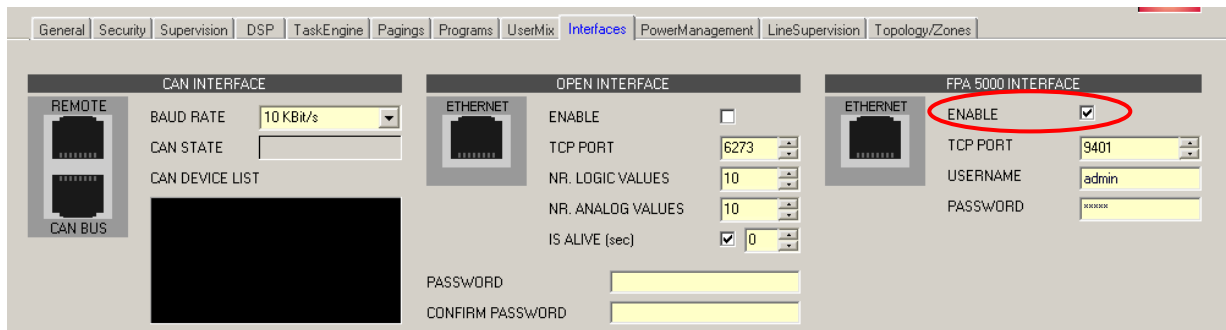 General Security Supervision DSP TaskEngine Pagings Programs UserMix Interfaces PowerManagement LineSupervision Topology/Zones
CAN INTERFACE
REMOTE
CAN BUS
BAUD RATE 10 KBit/s
CAN STATE
CAN DEVICE LIST
OPEN INTERFACE
ETHERNET
ENABLE
TCP PORT 6273
NR. LOGIC VALUES 10
NR. ANALOG VALUES 10
IS ALIVE (sec) 0
PASSWORD
CONFIRM PASSWORD
FPA 5000 INTERFACE
ETHERNET
ENABLE
TCP PORT 9401
USERNAME admin
PASSWORD xxxxx